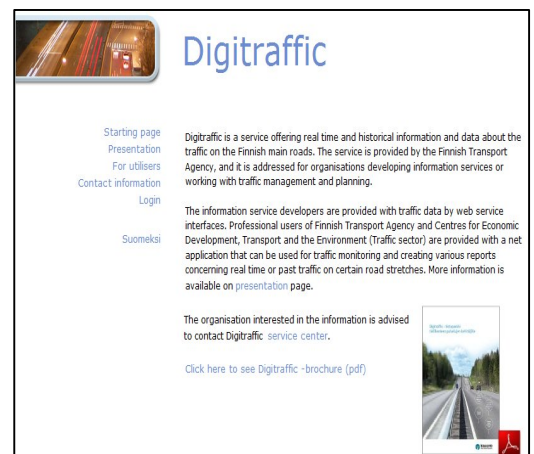 Digitraffic
Starting page
Presentation
For utilisers
Contact information
Login
Suomeksi
Digitraffic is a service offering real time and historical information and data about the
traffic on the Finnish main roads. The service is provided by the Finnish Transport
Agency, and it is addressed for organisations developing information services or
working with traffic management and planning.
The information service developers are provided with traffic data by web service
interfaces. Professional users of Finnish Transport Agency and Centres for Economic
Development, Transport and the Environment (Traffic sector) are provided with a net
application that can be used for traffic monitoring and creating various reports
concerning real time or past traffic on certain road stretches. More information is
available on presentation page.
The organisation interested in the information is advised
to contact Digitraffic service center.
Click here to see Digitraffic -brochure (pdf)